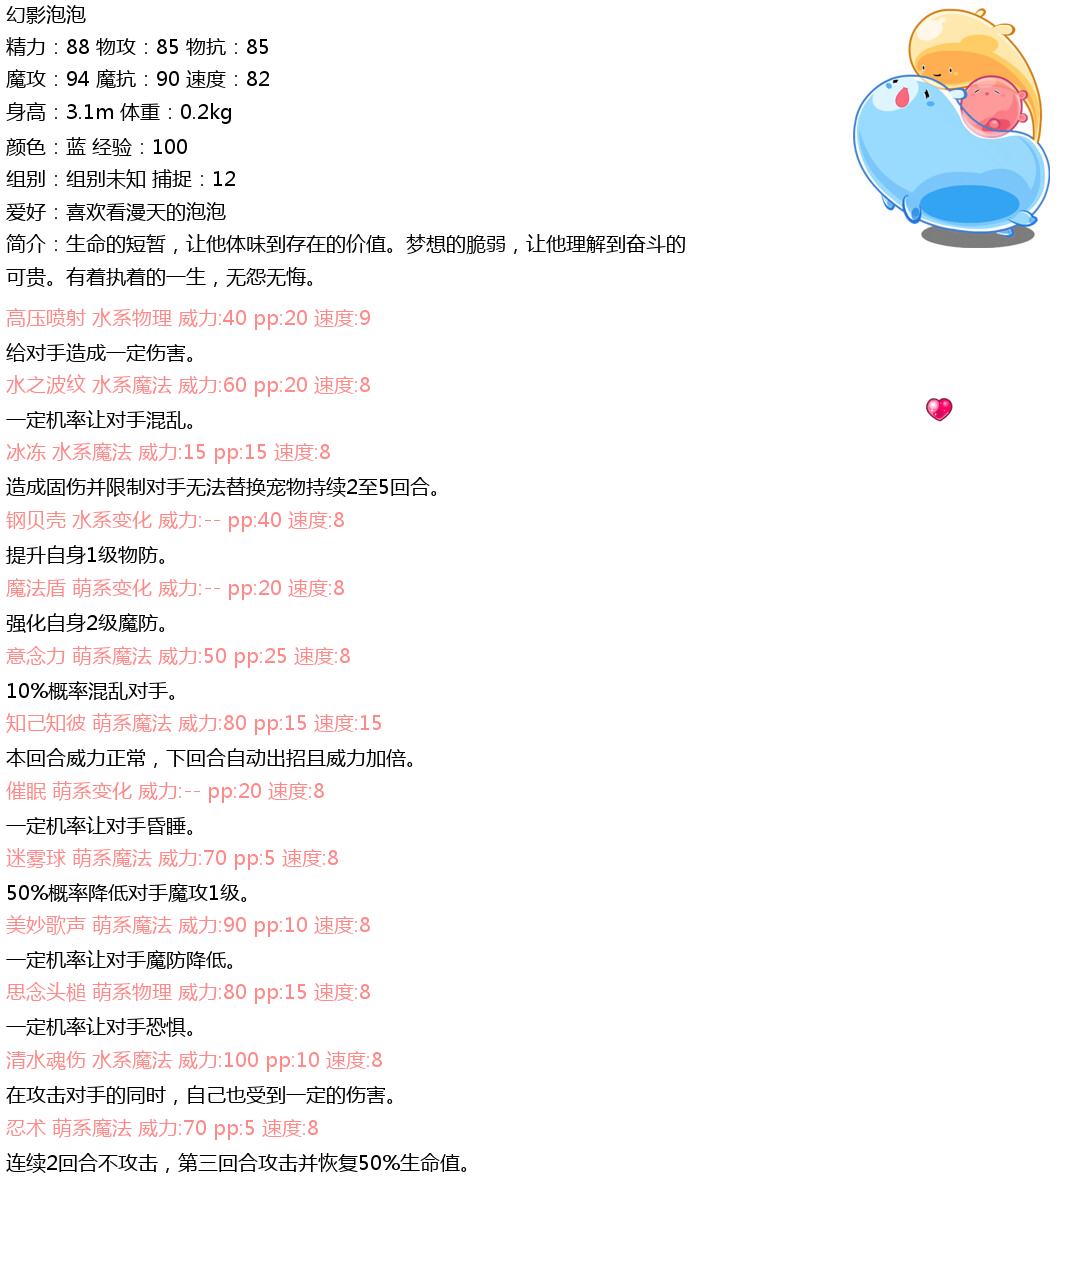 幻影泡泡
精力：88 物攻：85 物抗：85
魔攻：94 魔抗：90 速度：82
身高：3.1m 体重：0.2kg
颜色：蓝 经验：100
组别：组别未知 捕捉：12
爱好：喜欢看漫天的泡泡
简介：生命的短暂，让他体味到存在的价值。梦想的脆弱，让他理解到奋斗的
可贵。有着执着的一生，无怨无悔。
高压喷射 水系物理 威力:40 pp:20 速度:9
给对手造成一定伤害。
水之波纹 水系魔法 威力:60 pp:20 速度:8
一定机率让对手混乱。
冰冻 水系魔法 威力:15 pp:15 速度:8
造成固伤并限制对手无法替换宠物持续2至5回合。
钢贝壳 水系变化 威力:-- pp:40 速度:8
提升自身1级物防。
魔法盾 萌系变化 威力:-- pp:20 速度:8
强化自身2级魔防。
意念力 萌系魔法 威力:50 pp:25 速度:8
10%概率混乱对手。
知己知彼 萌系魔法 威力:80 pp:15 速度:15
本回合威力正常，下回合自动出招且威力加倍。
催眠 萌系变化 威力:-- pp:20 速度:8
一定机率让对手昏睡。
迷雾球 萌系魔法 威力:70 pp:5 速度:8
50%概率降低对手魔攻1级。
美妙歌声 萌系魔法 威力:90 pp:10 速度:8
一定机率让对手魔防降低。
思念头槌 萌系物理 威力:80 pp:15 速度:8
一定机率让对手恐惧。
清水魂伤 水系魔法 威力:100 pp:10 速度:8
在攻击对手的同时，自己也受到一定的伤害。
忍术 萌系魔法 威力:70 pp:5 速度:8
连续2回合不攻击，第三回合攻击并恢复50%生命值。